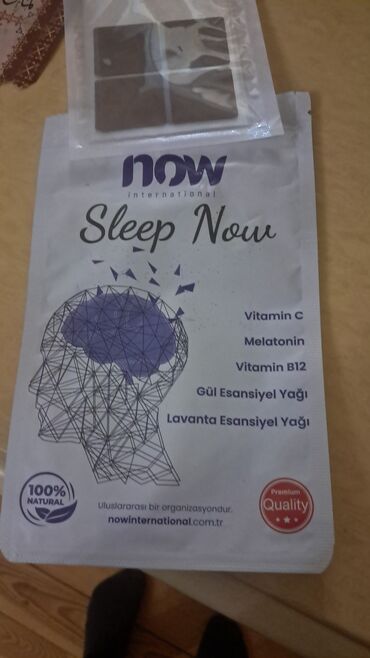 now
international
Sleep Now
Vitamin C
Melatonin
Vitamin B12
Gül Esansiyel Yağı
Lavanta Esansiyel Yağı
100%
NATURAL
Uluslararası bir organizasyondur.
nowinternational.com.tr
Premium
Quality